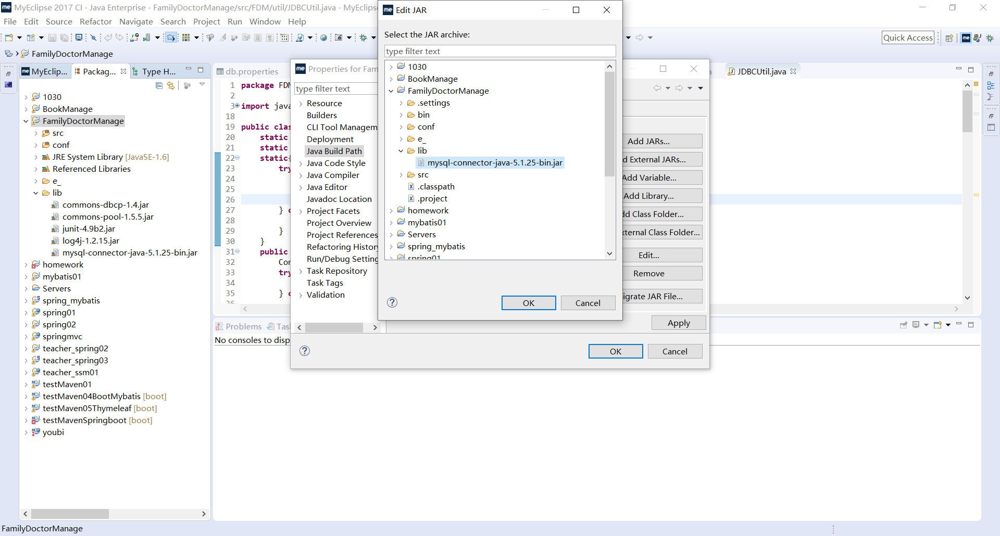 MyEclipse 2017 CI - Java Enterprise - FamilyDoctorManage/src/FDM/util/JDBCUtil.java - MyEclipse
File Edit Source Refactor Navigate Search Project Run Window Help
Quick Access
FamilyDoctorManage
MyEclip...
Packag...
Type H...
1030
BookManage
FamilyDoctorManage
src
conf
JRE System Library [JavaSE-1.6]
Referenced Libraries
e_
lib
commons-dbcp-1.4.jar
commons-pool-1.5.5.jar
junit-4.9b2.jar
log4j-1.2.15.jar
mysql-connector-java-5.1.25-bin.jar
homework
mybatis01
Servers
spring_mybatis
spring01
spring02
springmvc
teacher_spring02
teacher_spring03
teacher_ssm01
testMaven01
testMaven04BootMybatis [boot]
testMaven05Thymeleaf [boot]
testMavenSpringboot [boot]
youbi
db.properties
JDBCUtil.java
1 package FDM
2
3 import java
18
19 public clas
20 static
21 static
22 static{
23 try
24
25
26
27 } c
28
29 }
30 }
31 public
32 Con
33 try
34
35 } c
36
Problems
Tas
No consoles to disp
Properties for Fam
type filter text
Resource
Builders
CLI Tool Managem
Deployment
Java Build Path
Java Code Style
Java Compiler
Java Editor
Javadoc Location
Project Facets
Project Overview
Project References
Refactoring History
Run/Debug Setting
Task Repository
Task Tags
Validation
Add JARs...
d External JARs...
Add Variable...
Add Library...
dd Class Folder...
xternal Class Folder...
Edit...
Remove
igrate JAR File...
Apply
OK
Cancel
Edit JAR
Select the JAR archive:
type filter text
1030
BookManage
FamilyDoctorManage
.settings
bin
conf
e_
lib
mysql-connector-java-5.1.25-bin.jar
src
.classpath
.project
homework
mybatis01
Servers
spring_mybatis
spring01
OK
Cancel
FamilyDoctorManage